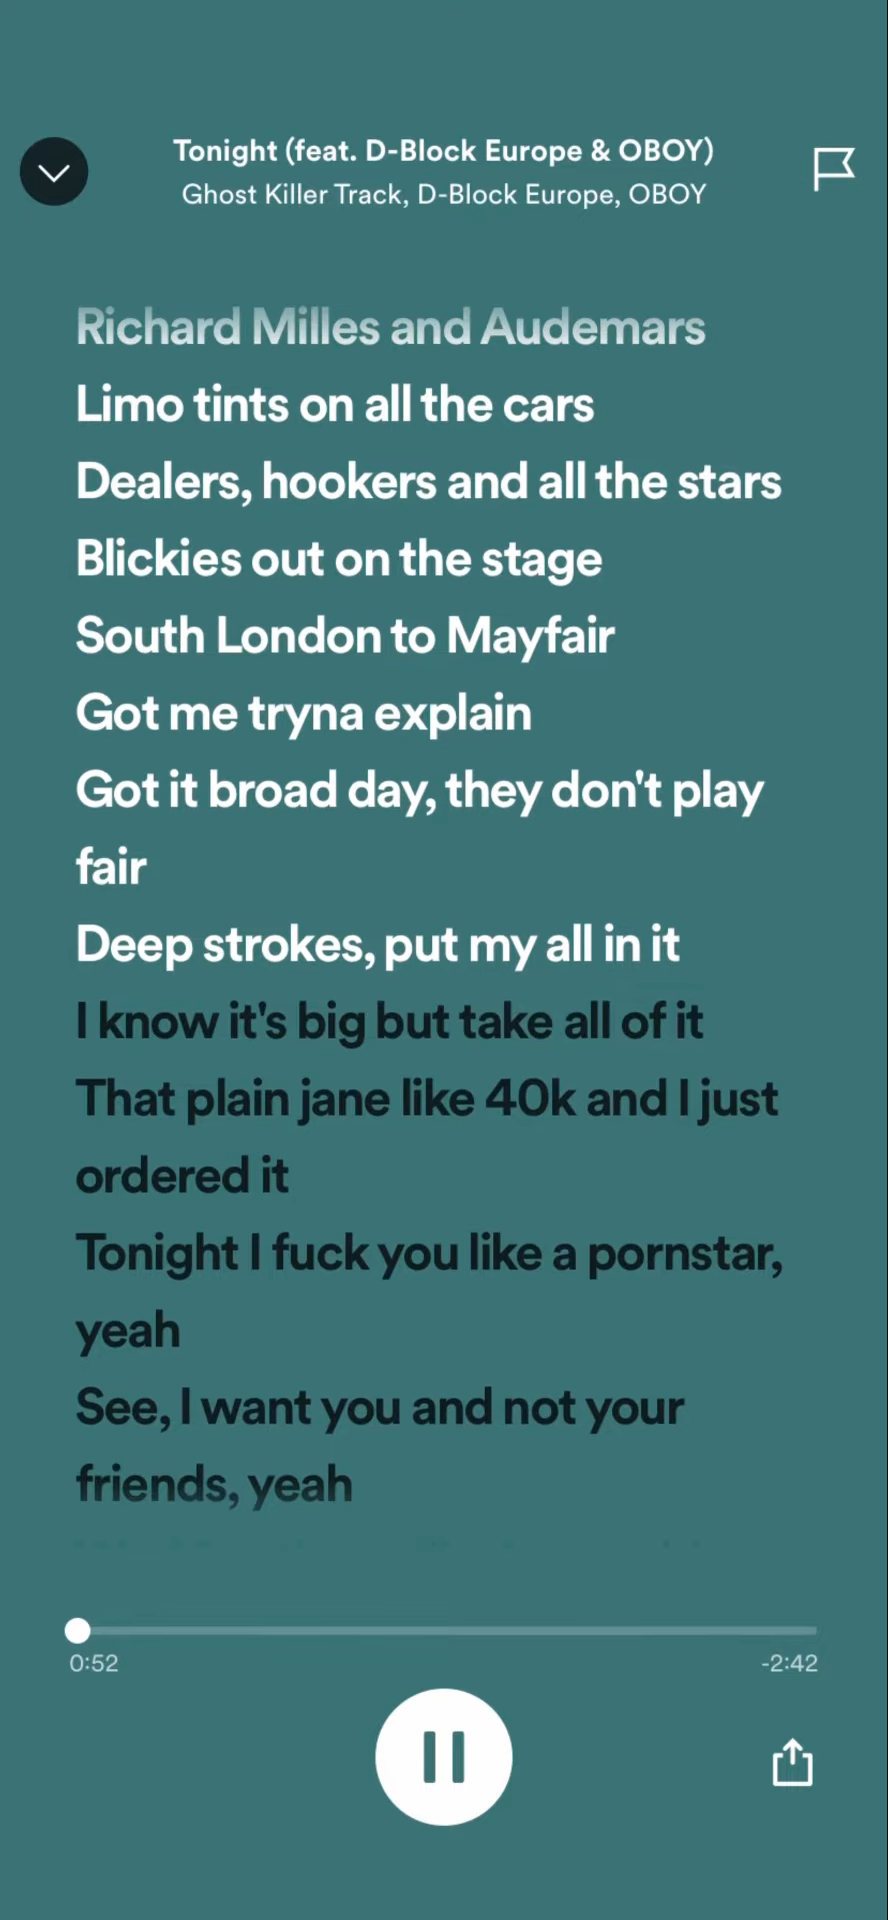 Tonight (feat. D-Block Europe & OBOY)
Ghost Killer Track, D-Block Europe, OBOY
Richard Milles and Audemars
Limo tints on all the cars
Dealers, hookers and all the stars
Blickies out on the stage
South London to Mayfair
Got me tryna explain
Got it broad day, they don't play
fair
Deep strokes, put my all in it
I know it's big but take all of it
That plain jane like 40k and I just
ordered it
Tonight I fuck you like a pornstar,
yeah
See, I want you and not your
friends, yeah
0:52
-2:42